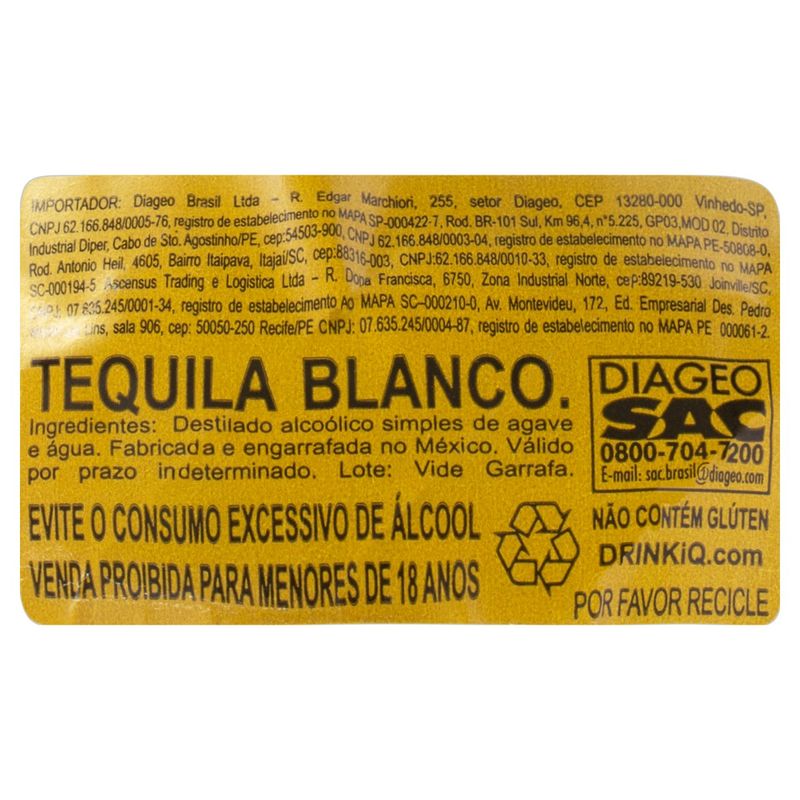 IMPORTADOR: Diageo Brasil Ltda – R. Edgar Marchiori, 255, setor Diageo, CEP 13280-000 Vinhedo-SP,
CNPJ 62.166.848/0005-76, registro de estabelecimento no MAPA SP-000422-7, Rod. BR-101 Sul, Km 96,4, n°5.225, GP03,MOD 02, Distrito
Industrial Diper, Cabo de Sto. Agostinho/PE, cep:54503-900, CNPJ 62.166.848/0003-04, registro de estabelecimento no MAPA PE-50808-0,
Rod. Antonio Heil, 4605, Bairro Itaipava, Itajaí/SC, cep:88316-003, CNPJ:62.166.848/0010-33, registro de estabelecimento no MAPA
SC-000194-5 Ascensus Trading e Logística Ltda – R. Dona Francisca, 6750, Zona Industrial Norte, cep:89219-530 Joinville/SC,
CNPJ: 07.635.245/0001-34, registro de estabelecimento Ao MAPA SC-000210-0, Av. Montevideu, 172, Ed. Empresarial Des. Pedro
Lins, sala 906, cep: 50050-250 Recife/PE CNPJ: 07.635.245/0004-87, registro de estabelecimento no MAPA PE 000061-2.
TEQUILA BLANCO.
Ingredientes: Destilado alcoólico simples de agave
e água. Fabricada e engarrafada no México. Válido
por prazo indeterminado. Lote: Vide Garrafa.
DIAGEO
SAC
0800-704-7200
E-mail: sac.brasil@diageo.com
EVITE O CONSUMO EXCESSIVO DE ÁLCOOL
VENDA PROIBIDA PARA MENORES DE 18 ANOS
NÃO CONTÉM GLÚTEN
DRINKiQ.com
POR FAVOR RECICLE